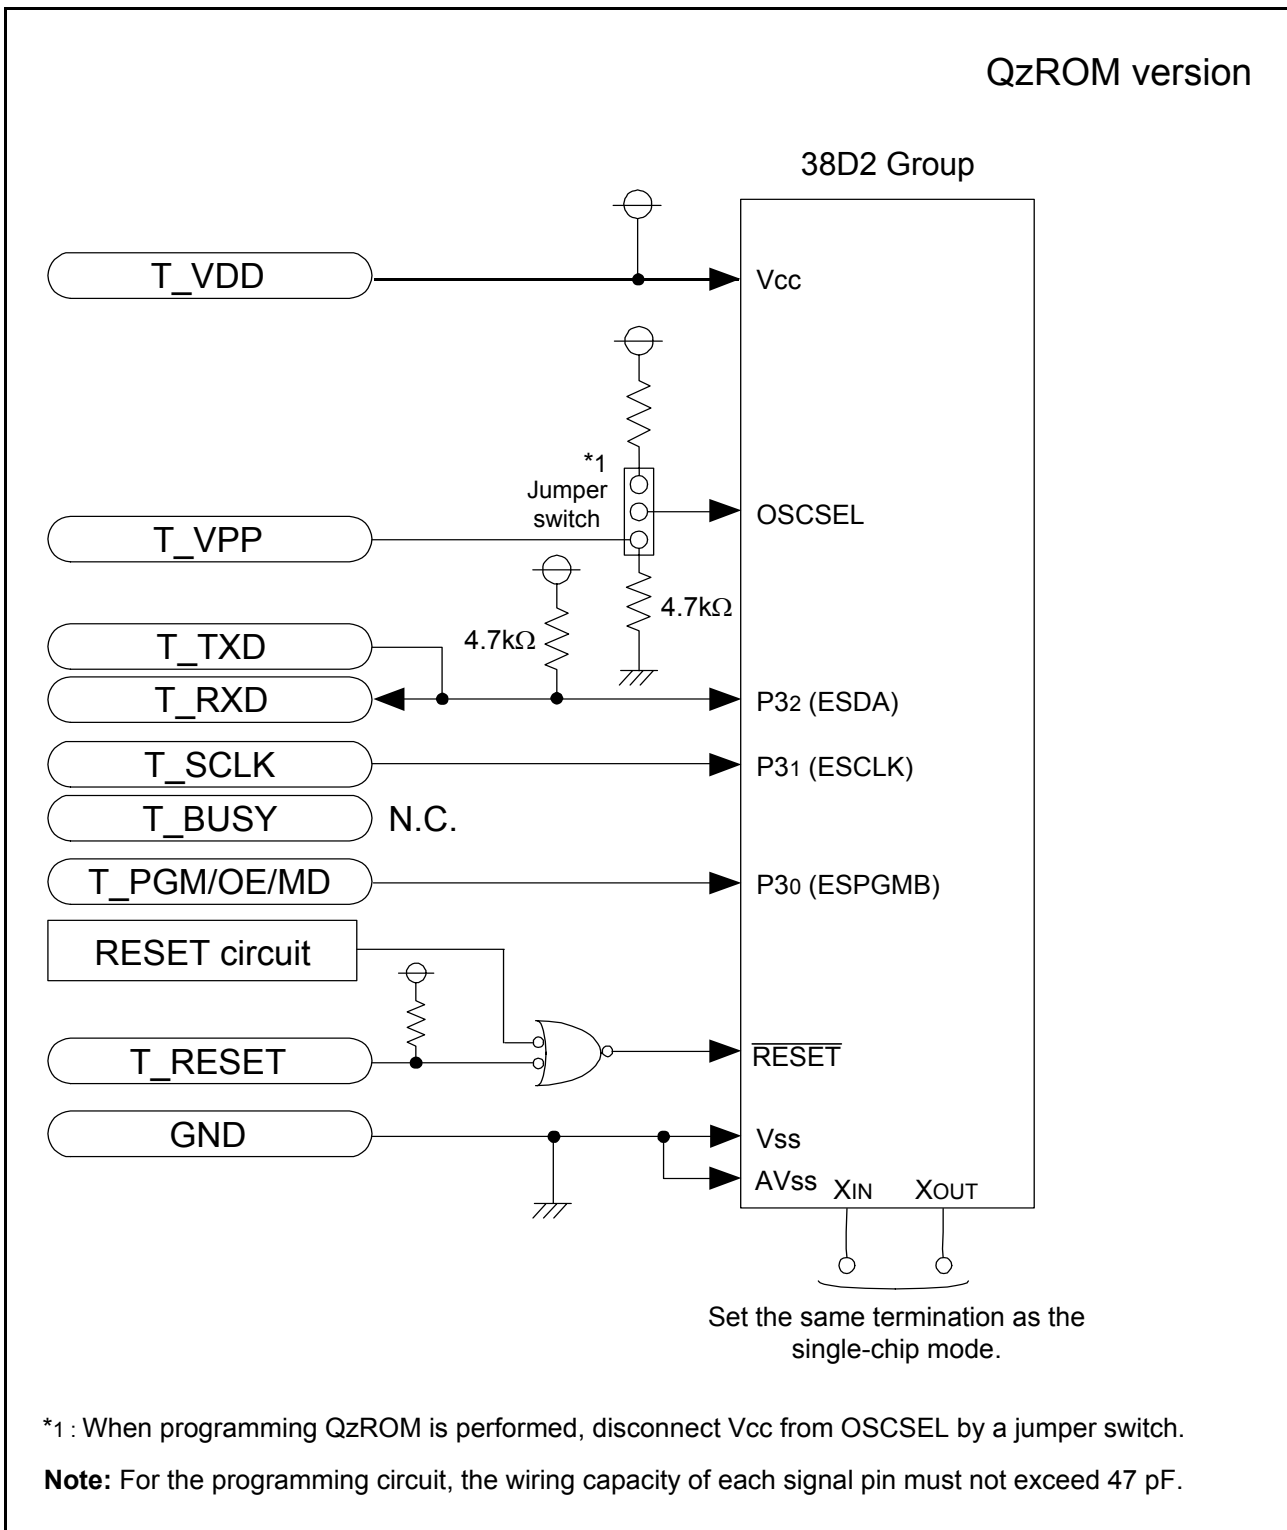 QzROM version
38D2 Group
T_VDD
Vcc
*1
Jumper
switch
OSCSEL
T_VPP
4.7kΩ
4.7kΩ
T_TXD
T_RXD
P32 (ESDA)
T_SCLK
P31 (ESCLK)
T_BUSY N.C.
T_PGM/OE/MD
P30 (ESPGMB)
RESET circuit
T_RESET
RESET
GND
Vss
AVss
XIN XOUT
Set the same termination as the
single-chip mode.
*1 : When programming QzROM is performed, disconnect Vcc from OSCSEL by a jumper switch.
Note: For the programming circuit, the wiring capacity of each signal pin must not exceed 47 pF.